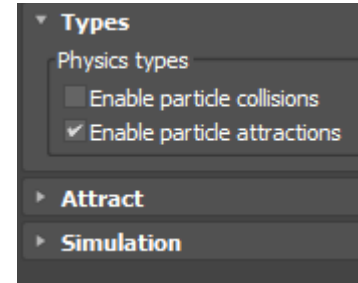 Types
Physics types
Enable particle collisions
Enable particle attractions
Attract
Simulation